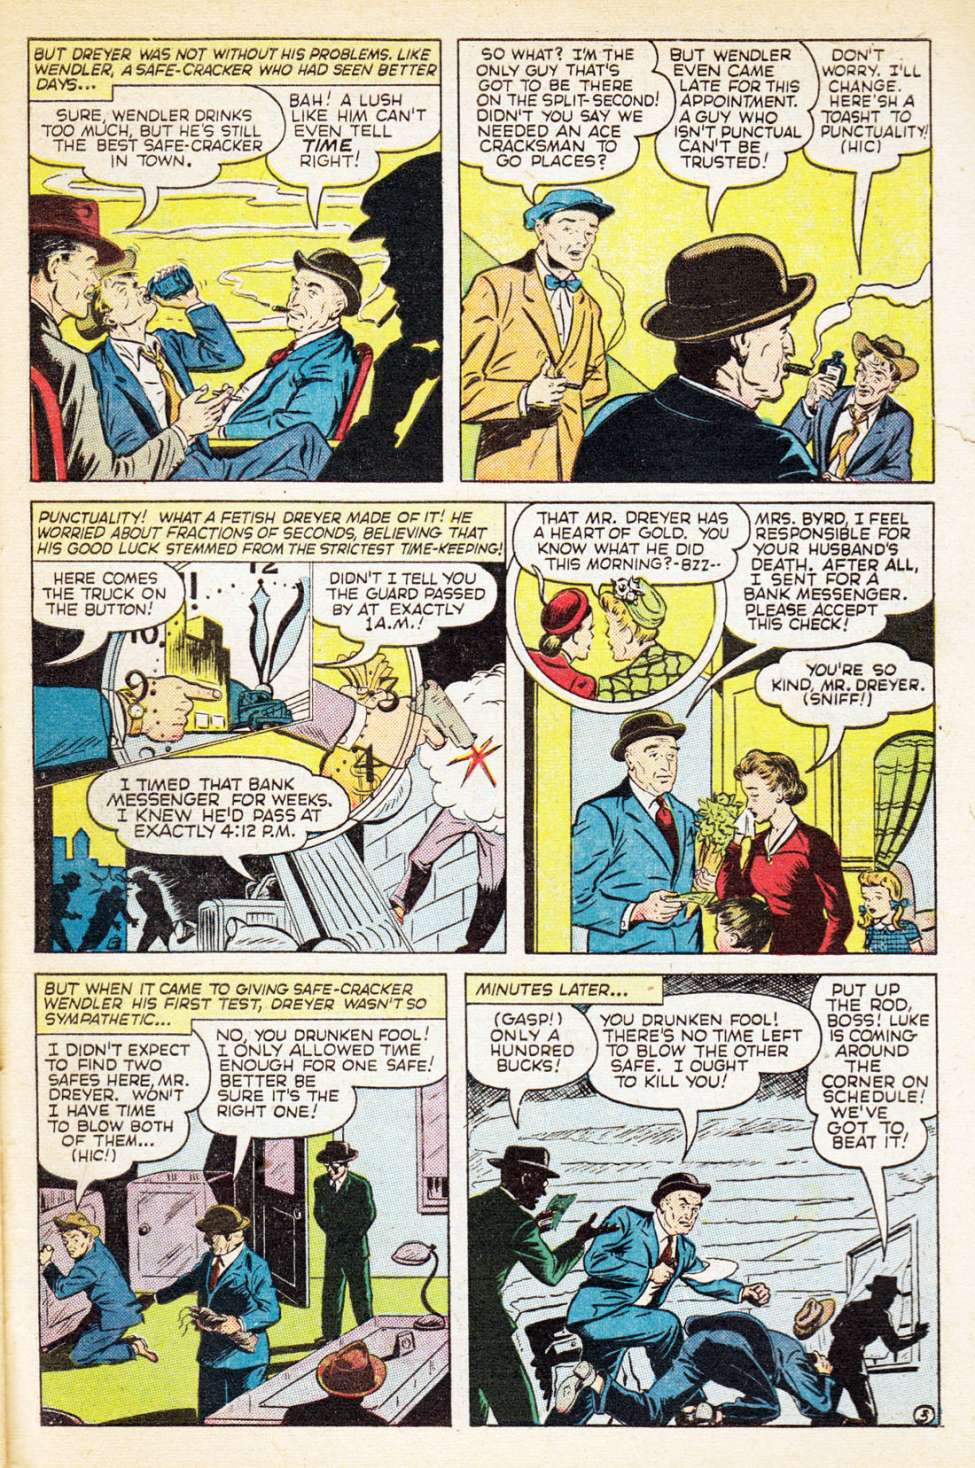 BUT DREYER WAS NOT WITHOUT HIS PROBLEMS. LIKE
WENDLER, A SAFE-CRACKER WHO HAD SEEN BETTER
DAYS...
SURE, WENDLER DRINKS
TOO MUCH, BUT HE'S STILL
THE BEST SAFE-CRACKER
IN TOWN.
BAH! A LUSH
LIKE HIM CAN'T
EVEN TELL
TIME
RIGHT!
SO WHAT? I'M THE
ONLY GUY THAT'S
GOT TO BE THERE
ON THE SPLIT-SECOND!
DIDN'T YOU SAY WE
NEEDED AN ACE
CRACKSMAN TO
GO PLACES?
BUT WENDLER
EVEN CAME
LATE FOR THIS
APPOINTMENT.
A GUY WHO
ISN'T PUNCTUAL
CAN'T BE
TRUSTED!
DON'T
WORRY. I'LL
CHANGE.
HERE'SH A
TOASHT TO
PUNCTUALITY!
(HIC)
PUNCTUALITY! WHAT A FETISH DREYER MADE OF IT! HE
WORRIED ABOUT FRACTIONS OF SECONDS, BELIEVING THAT
HIS GOOD LUCK STEMMED FROM THE STRICTEST TIME-KEEPING!
HERE COMES
THE TRUCK ON
THE BUTTON!
12
10
9
4
DIDN'T I TELL YOU
THE GUARD PASSED
BY AT EXACTLY
1 A.M.!
I TIMED THAT BANK
MESSENGER FOR WEEKS.
I KNEW HE'D PASS AT
EXACTLY 4:12 P.M.
THAT MR. DREYER HAS
A HEART OF GOLD. YOU
KNOW WHAT HE DID
THIS MORNING?-BZZ--
MRS. BYRD, I FEEL
RESPONSIBLE FOR
YOUR HUSBAND'S
DEATH. AFTER ALL,
I SENT FOR A
BANK MESSENGER.
PLEASE ACCEPT
THIS CHECK!
YOU'RE SO
KIND, MR. DREYER.
(SNIFF!)
BUT WHEN IT CAME TO GIVING SAFE-CRACKER
WENDLER HIS FIRST TEST, DREYER WASN'T SO
SYMPATHETIC...
I DIDN'T EXPECT
TO FIND TWO
SAFES HERE, MR.
DREYER. WON'T
I HAVE TIME
TO BLOW BOTH
OF THEM...
(HIC!)
NO, YOU DRUNKEN FOOL!
I ONLY ALLOWED TIME
ENOUGH FOR ONE SAFE!
BETTER BE
SURE IT'S THE
RIGHT ONE!
MINUTES LATER...
(GASP!)
ONLY A
HUNDRED
BUCKS!
YOU DRUNKEN FOOL!
THERE'S NO TIME LEFT
TO BLOW THE OTHER
SAFE. I OUGHT
TO KILL YOU!
PUT UP
THE ROD,
BOSS! LUKE
IS COMING
AROUND
THE
CORNER ON
SCHEDULE!
WE'VE
GOT TO
BEAT IT!
3